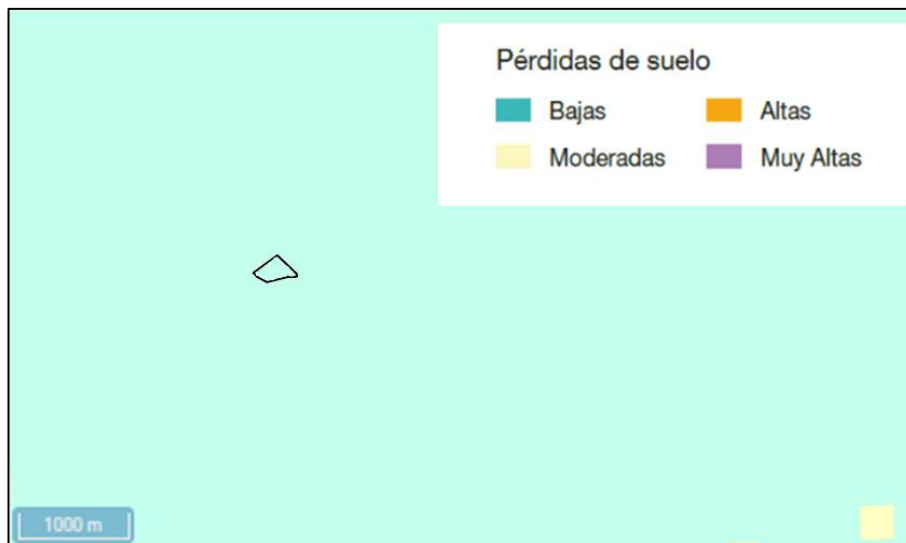 Pérdidas de suelo
Bajas
Altas
Moderadas
Muy Altas
1000 m